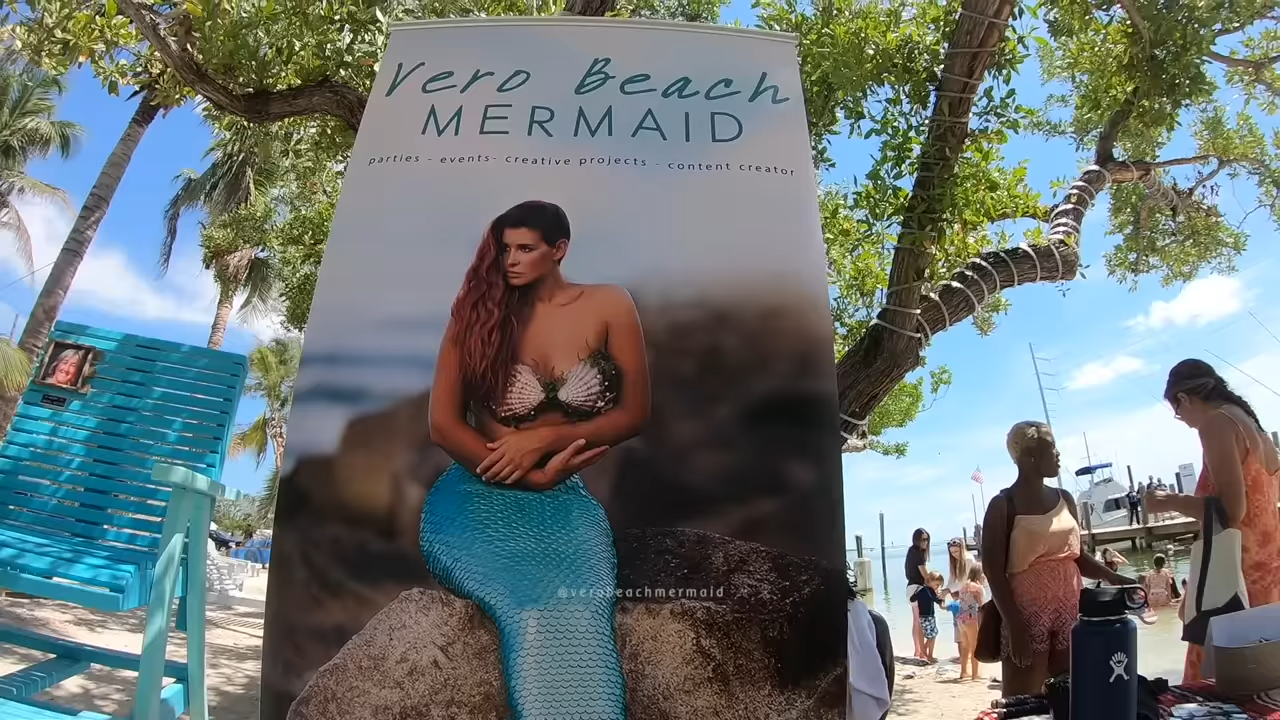 Vero Beach
MERMAID
parties - events- creative projects - content creator
@verobeachmermaid